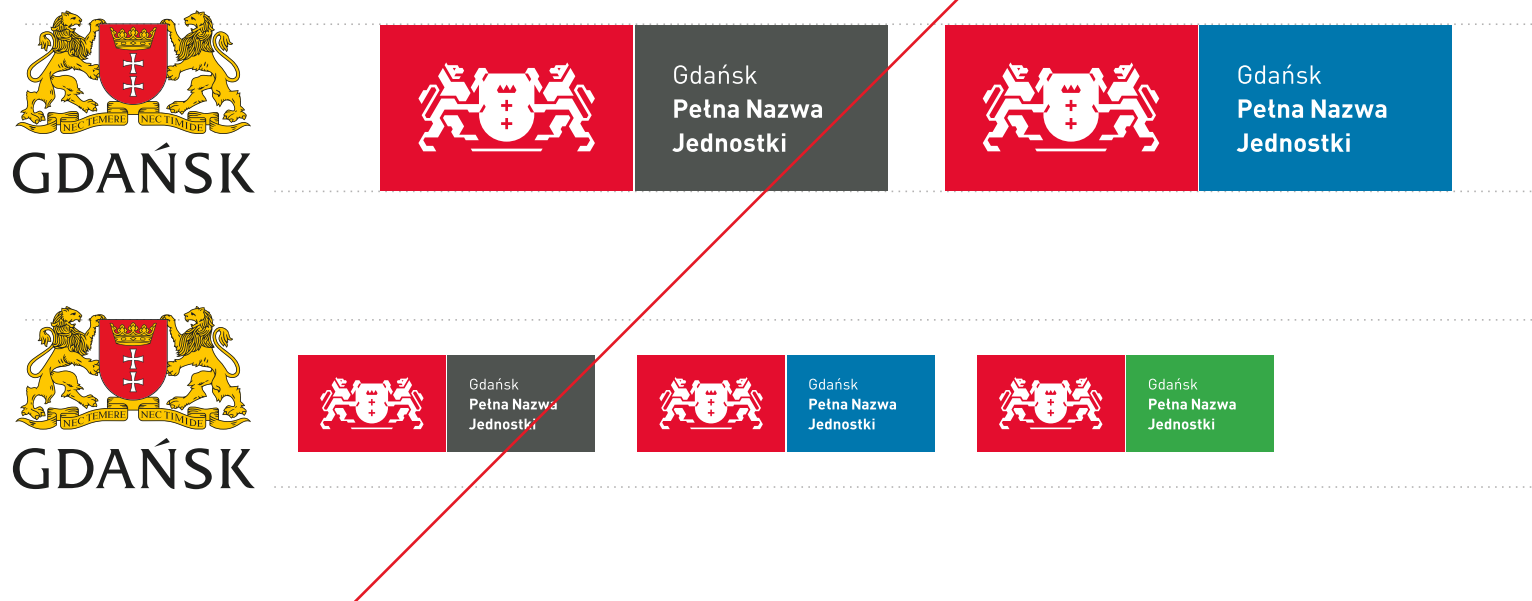 NEC TEMERE NEC TIMIDE
GDAŃSK
Gdańsk
Pełna Nazwa
Jednostki
Gdańsk
Pełna Nazwa
Jednostki
NEC TEMERE NEC TIMIDE
GDAŃSK
Gdańsk
Pełna Nazwa
Jednostki
Gdańsk
Pełna Nazwa
Jednostki
Gdańsk
Pełna Nazwa
Jednostki